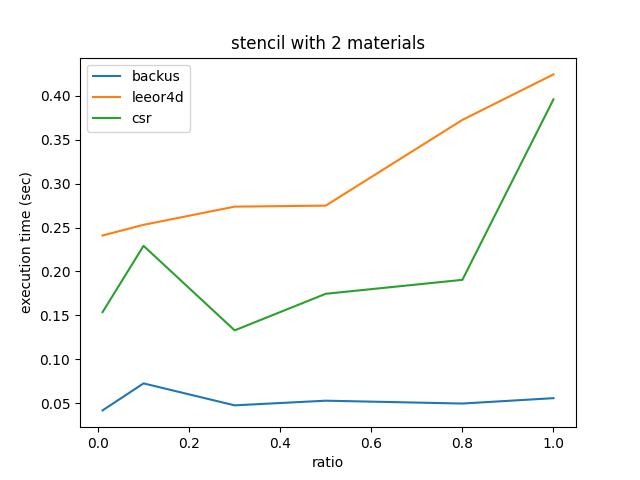 stencil with 2 materials
backus
leeor4d
csr
execution time (sec)
0.40
0.35
0.30
0.25
0.20
0.15
0.10
0.05
0.0 0.2 0.4 0.6 0.8 1.0
ratio